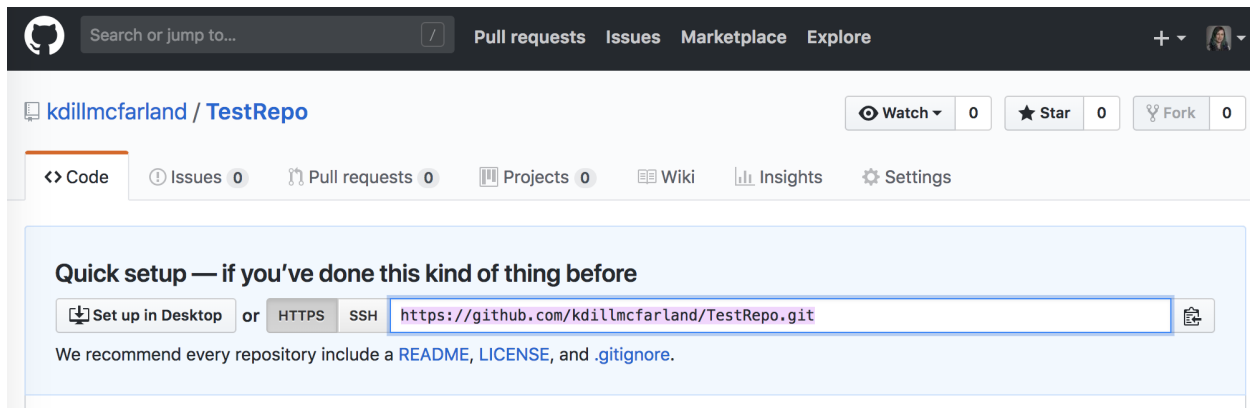 Search or jump to... / Pull requests Issues Marketplace Explore
kdillmcfarland / TestRepo Watch 0 Star 0 Fork 0
Code Issues 0 Pull requests 0 Projects 0 Wiki Insights Settings
Quick setup — if you’ve done this kind of thing before
Set up in Desktop or HTTPS SSH https://github.com/kdillmcfarland/TestRepo.git
We recommend every repository include a README, LICENSE, and .gitignore.